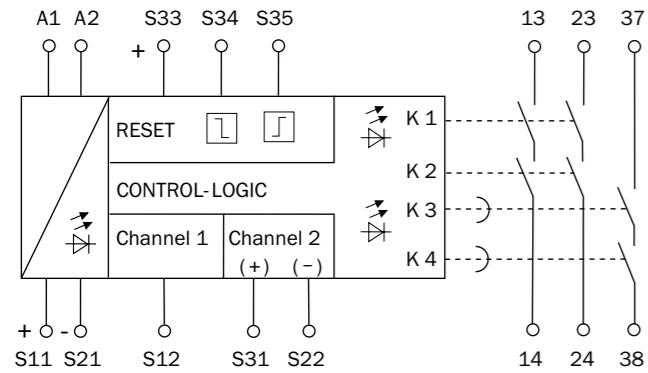 A1 A2 S33 S34 S35 13 23 37
+
RESET K 1
K 2
CONTROL-LOGIC
K 3
Channel 1 Channel 2
(+) (-) K 4
+ -
S11 S21 S12 S31 S22 14 24 38